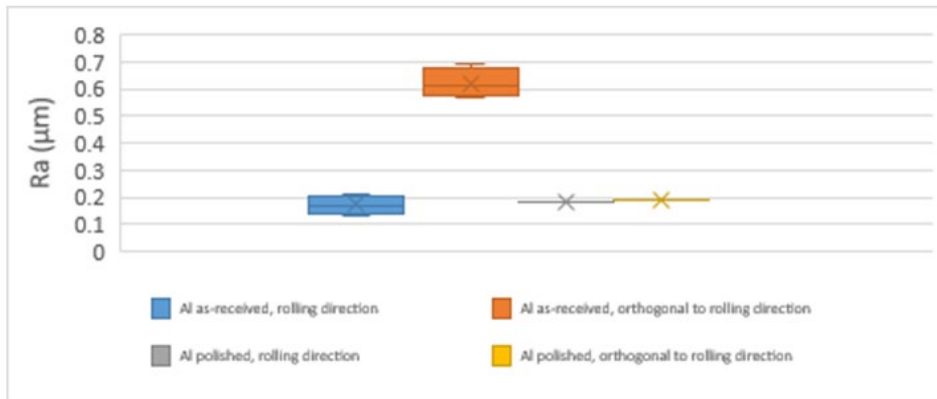 0.8
0.7
0.6
0.5
0.4
0.3
0.2
0.1
0
Ra (μm)
Al as-received, rolling direction
Al as-received, orthogonal to rolling direction
Al polished, rolling direction
Al polished, orthogonal to rolling direction